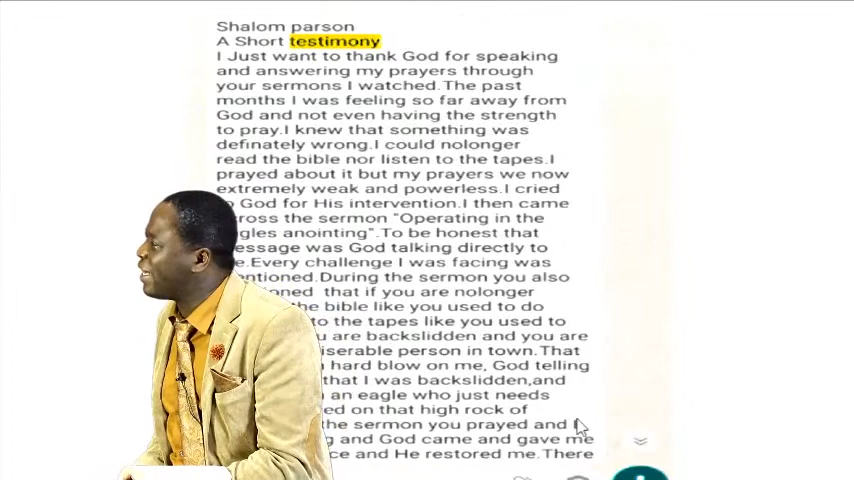 Shalom parson
A Short testimony
I Just want to thank God for speaking
and answering my prayers through
your sermons I watched.The past
months I was feeling so far away from
God and not even having the strength
to pray.I knew that something was
definately wrong.I could nolonger
read the bible nor listen to the tapes.I
prayed about it but my prayers we now
extremely weak and powerless.I cried
God for His intervention.I then came
the sermon "Operating in the
anointing".To be honest that
message was God talking directly to
Every challenge I was facing was
During the sermon you also
that if you are nolonger
the bible like you used to do
to the tapes like you used to
are backslidden and you are
person in town.That
hard blow on me, God telling
that I was backslidden,and
an eagle who just needs
on that high rock of
the sermon you prayed and I
and God came and gave me
and He restored me.There